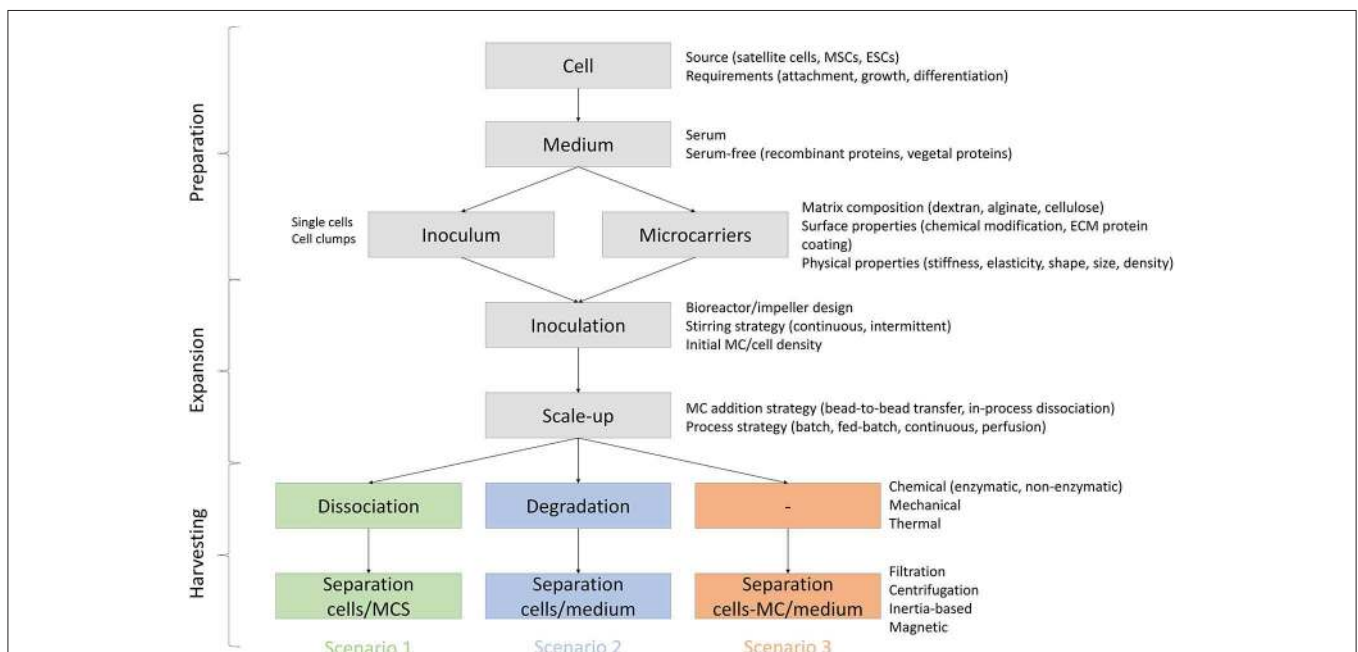 Preparation
Cell
Source (satellite cells, MSCs, ESCs)
Requirements (attachment, growth, differentiation)
Medium
Serum
Serum-free (recombinant proteins, vegetal proteins)
Single cells
Cell clumps
Inoculum
Microcarriers
Matrix composition (dextran, alginate, cellulose)
Surface properties (chemical modification, ECM protein
coating)
Physical properties (stiffness, elasticity, shape, size, density)
Expansion
Inoculation
Bioreactor/impeller design
Stirring strategy (continuous, intermittent)
Initial MC/cell density
Scale-up
MC addition strategy (bead-to-bead transfer, in-process dissociation)
Process strategy (batch, fed-batch, continuous, perfusion)
Harvesting
Dissociation
Degradation
-
Chemical (enzymatic, non-enzymatic)
Mechanical
Thermal
Separation
cells/MCS
Separation
cells/medium
Separation
cells-MC/medium
Filtration
Centrifugation
Inertia-based
Magnetic
Scenario 1
Scenario 2
Scenario 3